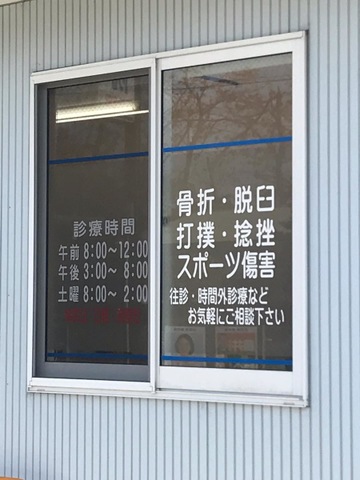 診療時間
午前 8:00〜12:00
午後 3:00〜 8:00
土曜 8:00〜 2:00
骨折・脱臼
打撲・捻挫
スポーツ傷害
往診・時間外診療など
お気軽にご相談下さい